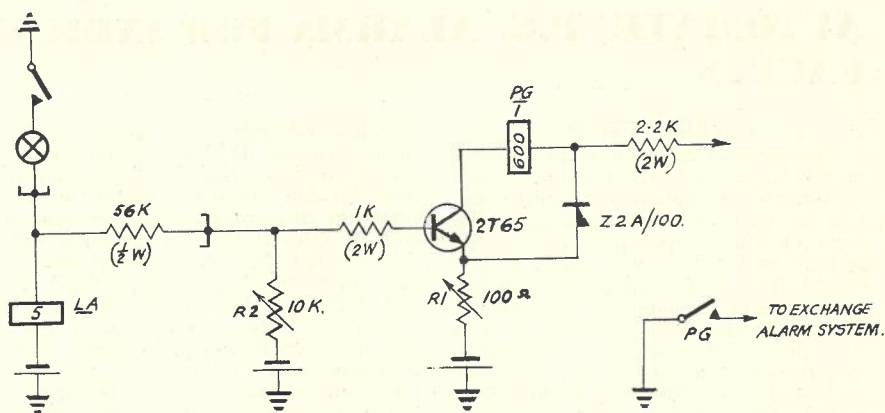 PG
1
600
2.2K
(2W)
56K
(½W)
1K
(2W)
2T65
Z2A/100.
5
LA
R2
10K.
R1
100Ω
PG
TO EXCHANGE
ALARM SYSTEM.